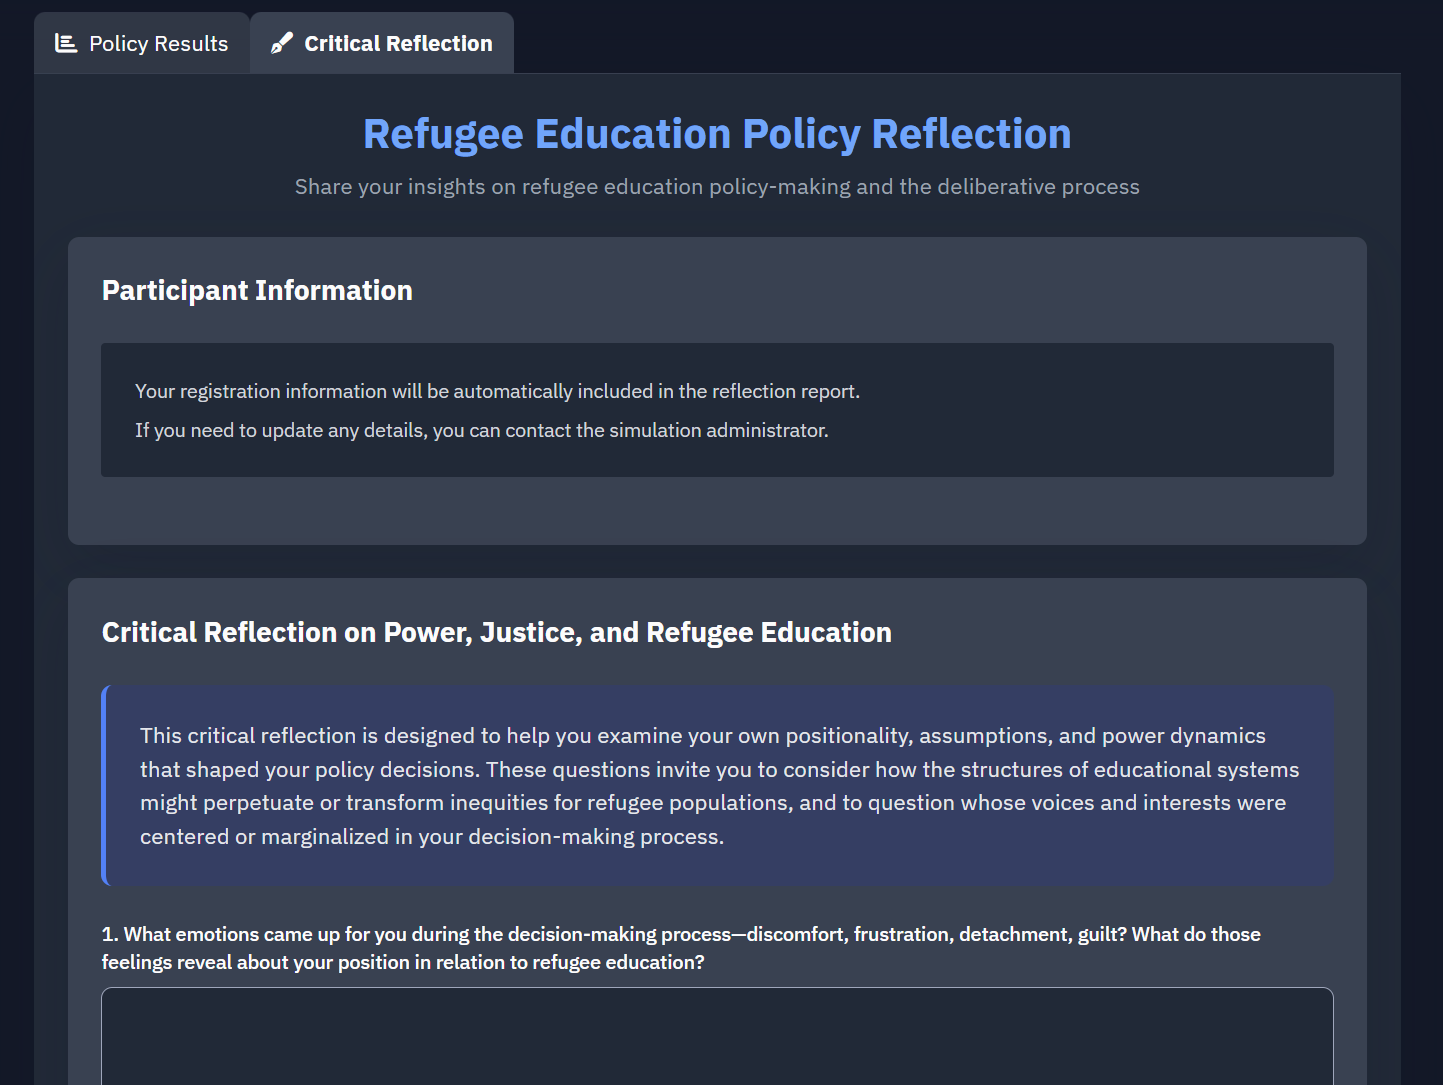 Policy Results
Critical Reflection
Refugee Education Policy Reflection
Share your insights on refugee education policy-making and the deliberative process
Participant Information
Your registration information will be automatically included in the reflection report.
If you need to update any details, you can contact the simulation administrator.
Critical Reflection on Power, Justice, and Refugee Education
This critical reflection is designed to help you examine your own positionality, assumptions, and power dynamics
that shaped your policy decisions. These questions invite you to consider how the structures of educational systems
might perpetuate or transform inequities for refugee populations, and to question whose voices and interests were
centered or marginalized in your decision-making process.
1. What emotions came up for you during the decision-making process—discomfort, frustration, detachment, guilt? What do those
feelings reveal about your position in relation to refugee education?